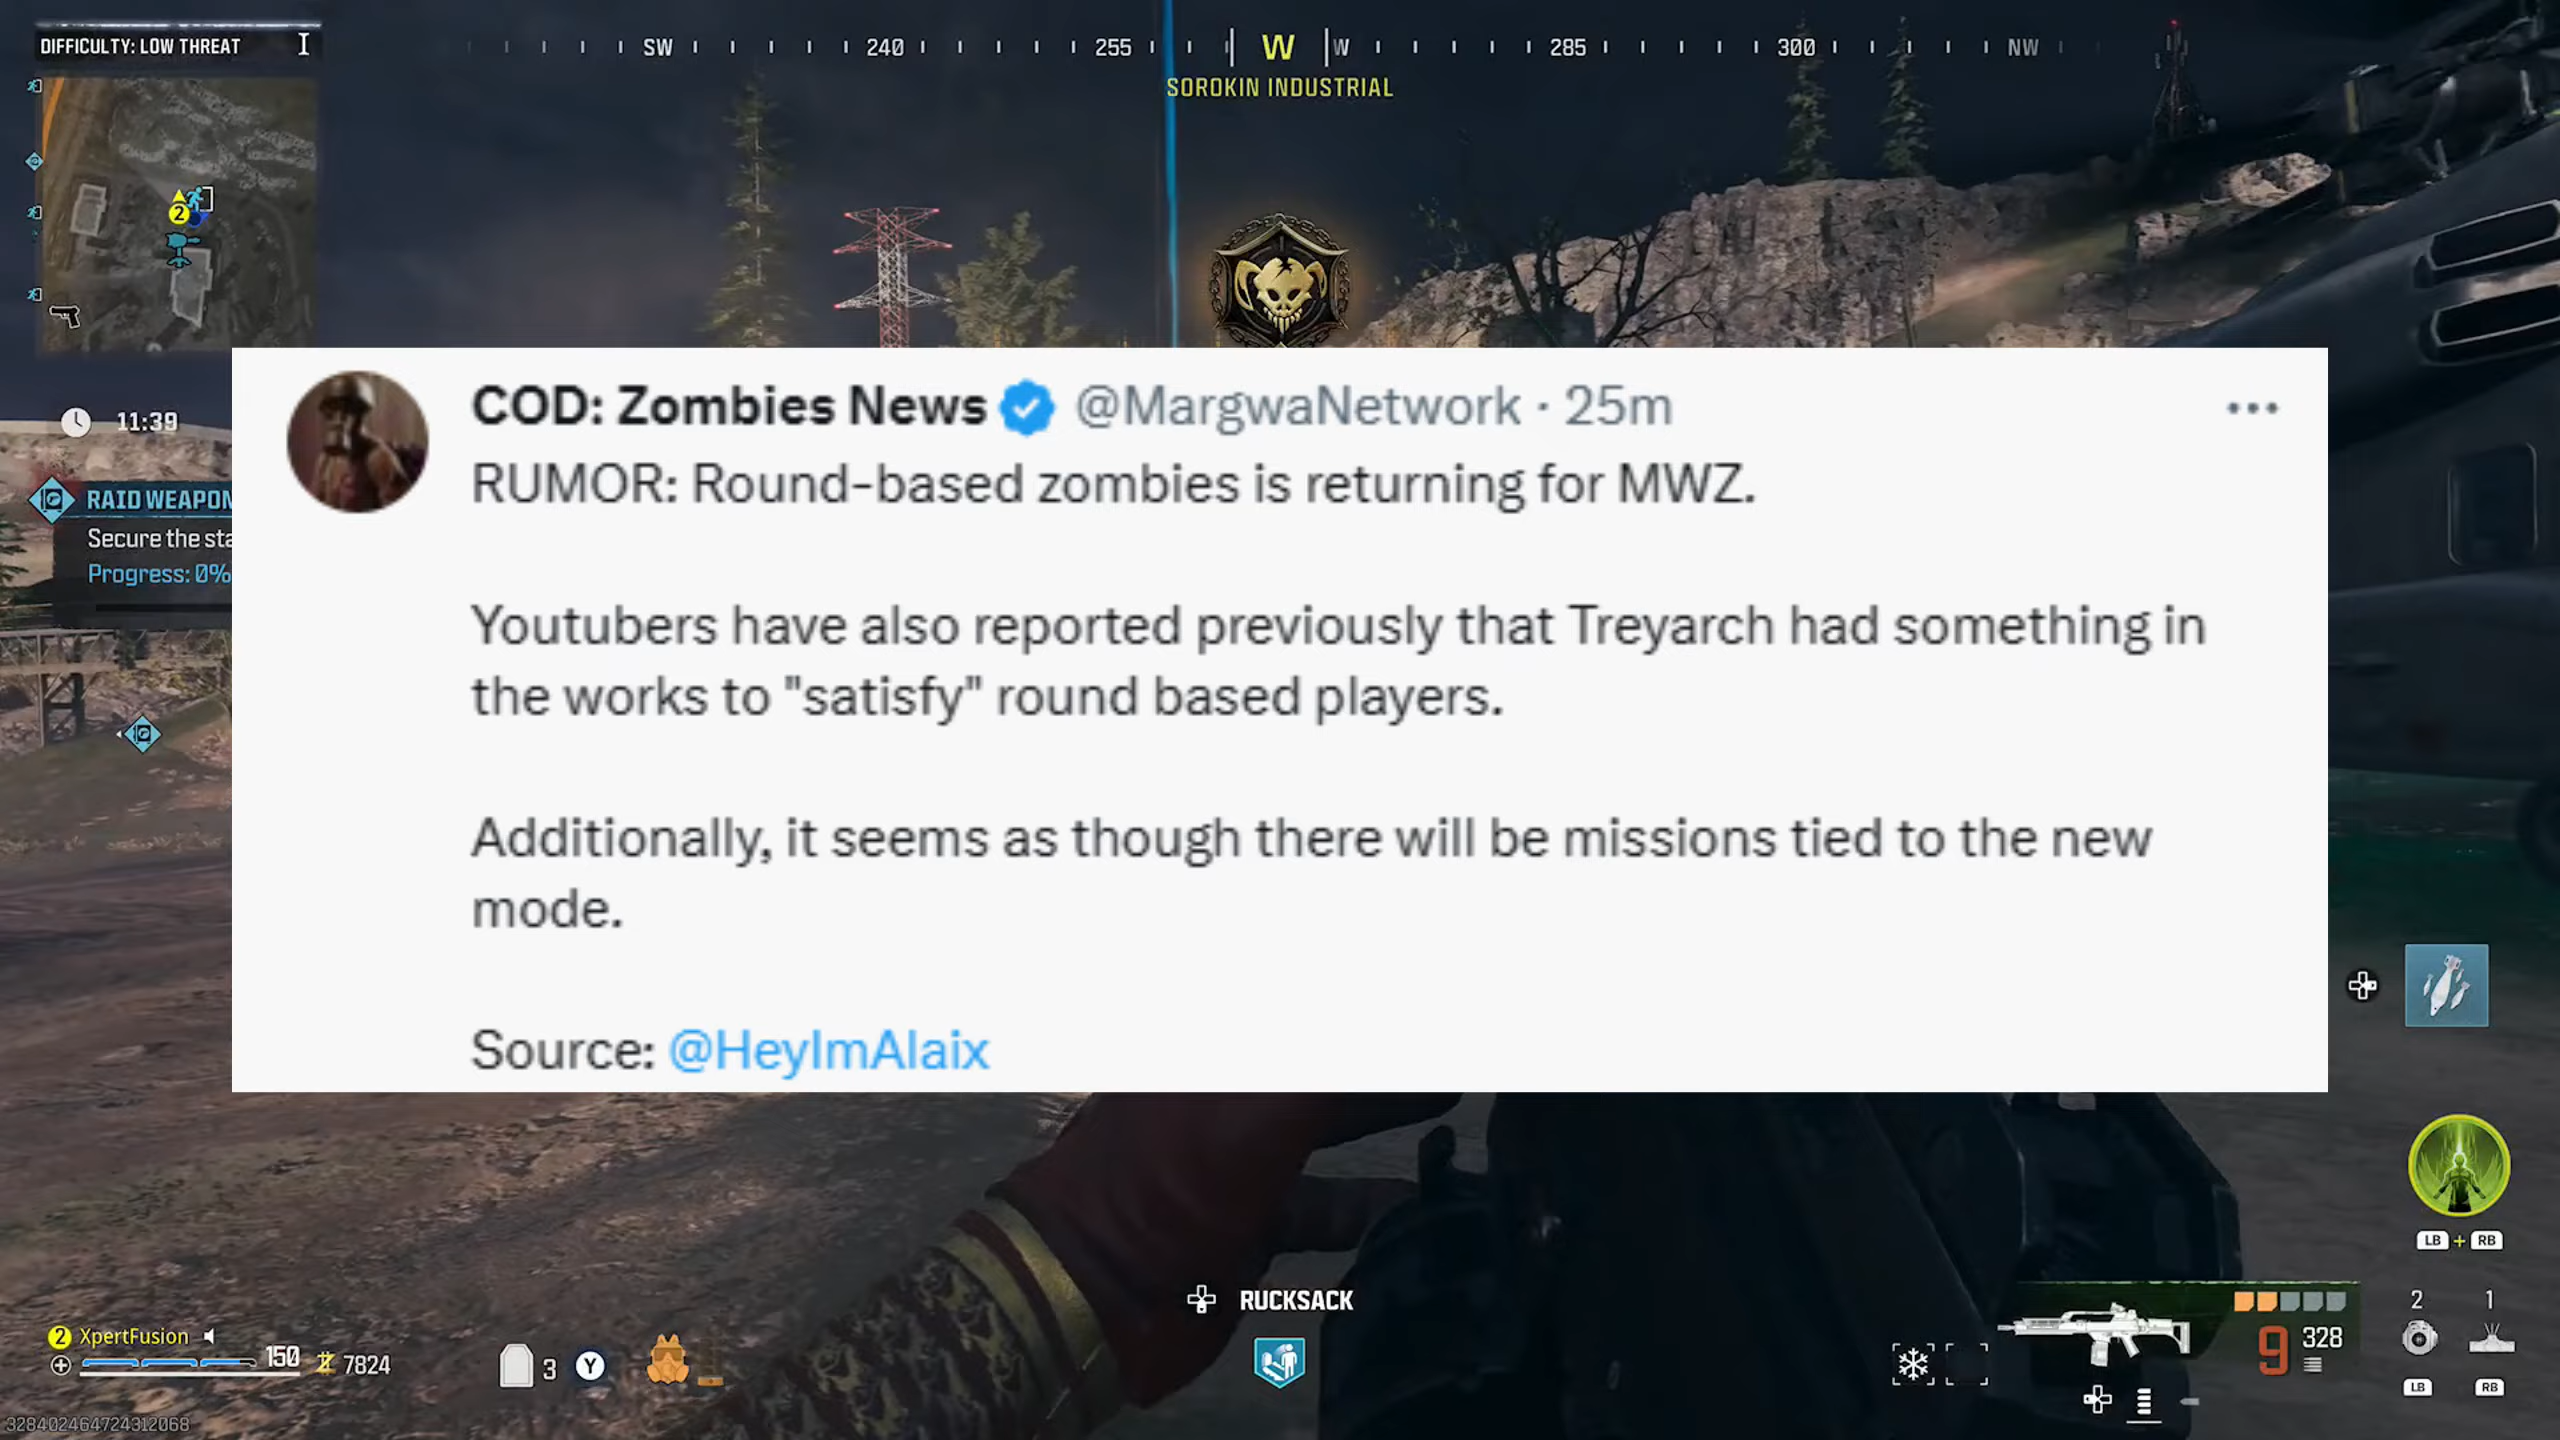 DIFFICULTY: LOW THREAT I
SW 240 255 W W 285 300 NW
SOROKIN INDUSTRIAL
2
11:39
RAID WEAPON
Secure the sta
Progress: 0%
COD: Zombies News @MargwaNetwork · 25m
RUMOR: Round-based zombies is returning for MWZ.
Youtubers have also reported previously that Treyarch had something in
the works to "satisfy" round based players.
Additionally, it seems as though there will be missions tied to the new
mode.
Source: @HeyImAlaix
LB + RB
RUCKSACK
2 XpertFusion
150 7824
3 Y
9 328
2 1
LB RB
328402464724312068